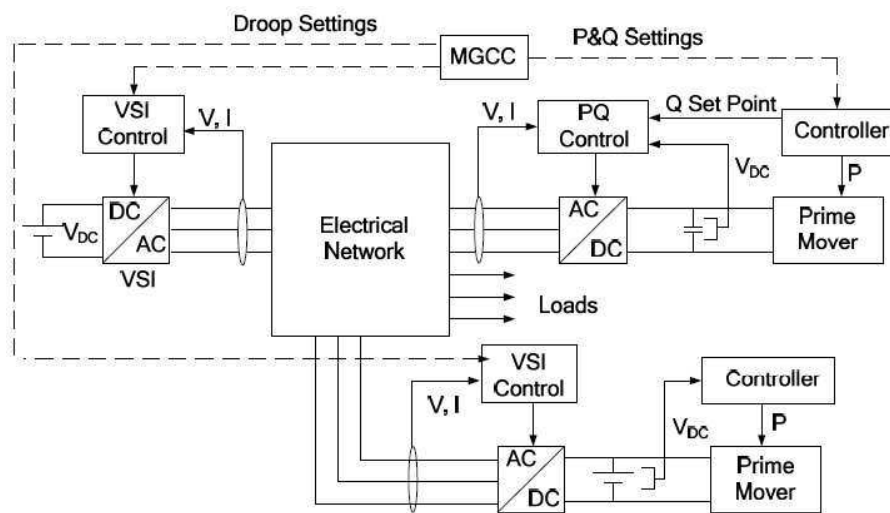 Droop Settings
MGCC
P&Q Settings
VSI
Control
V, I
PQ
Control
V, I
Q Set Point
Controller
V_DC
P
DC
AC
V_DC
VSI
Electrical
Network
AC
DC
Prime
Mover
Loads
VSI
Control
V, I
Controller
V_DC
P
AC
DC
Prime
Mover